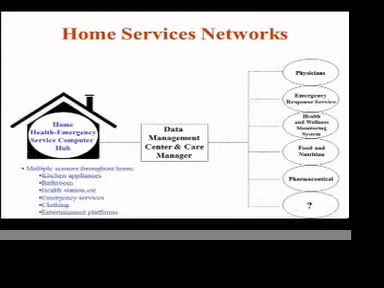 Home Services Networks
Physicians
Emergency
Response Service
Home
Health-Emergency
Service Computer
Hub
Data
Management
Center & Care
Manager
Health
and Wellness
Monitoring
System
Food and
Nutrition
Pharmaceutical
?
• Multiple sensors throughout home
•Kitchen appliances
•Bathroom
•Health station, etc
•Emergency services
•Clothing
•Entertainment platforms